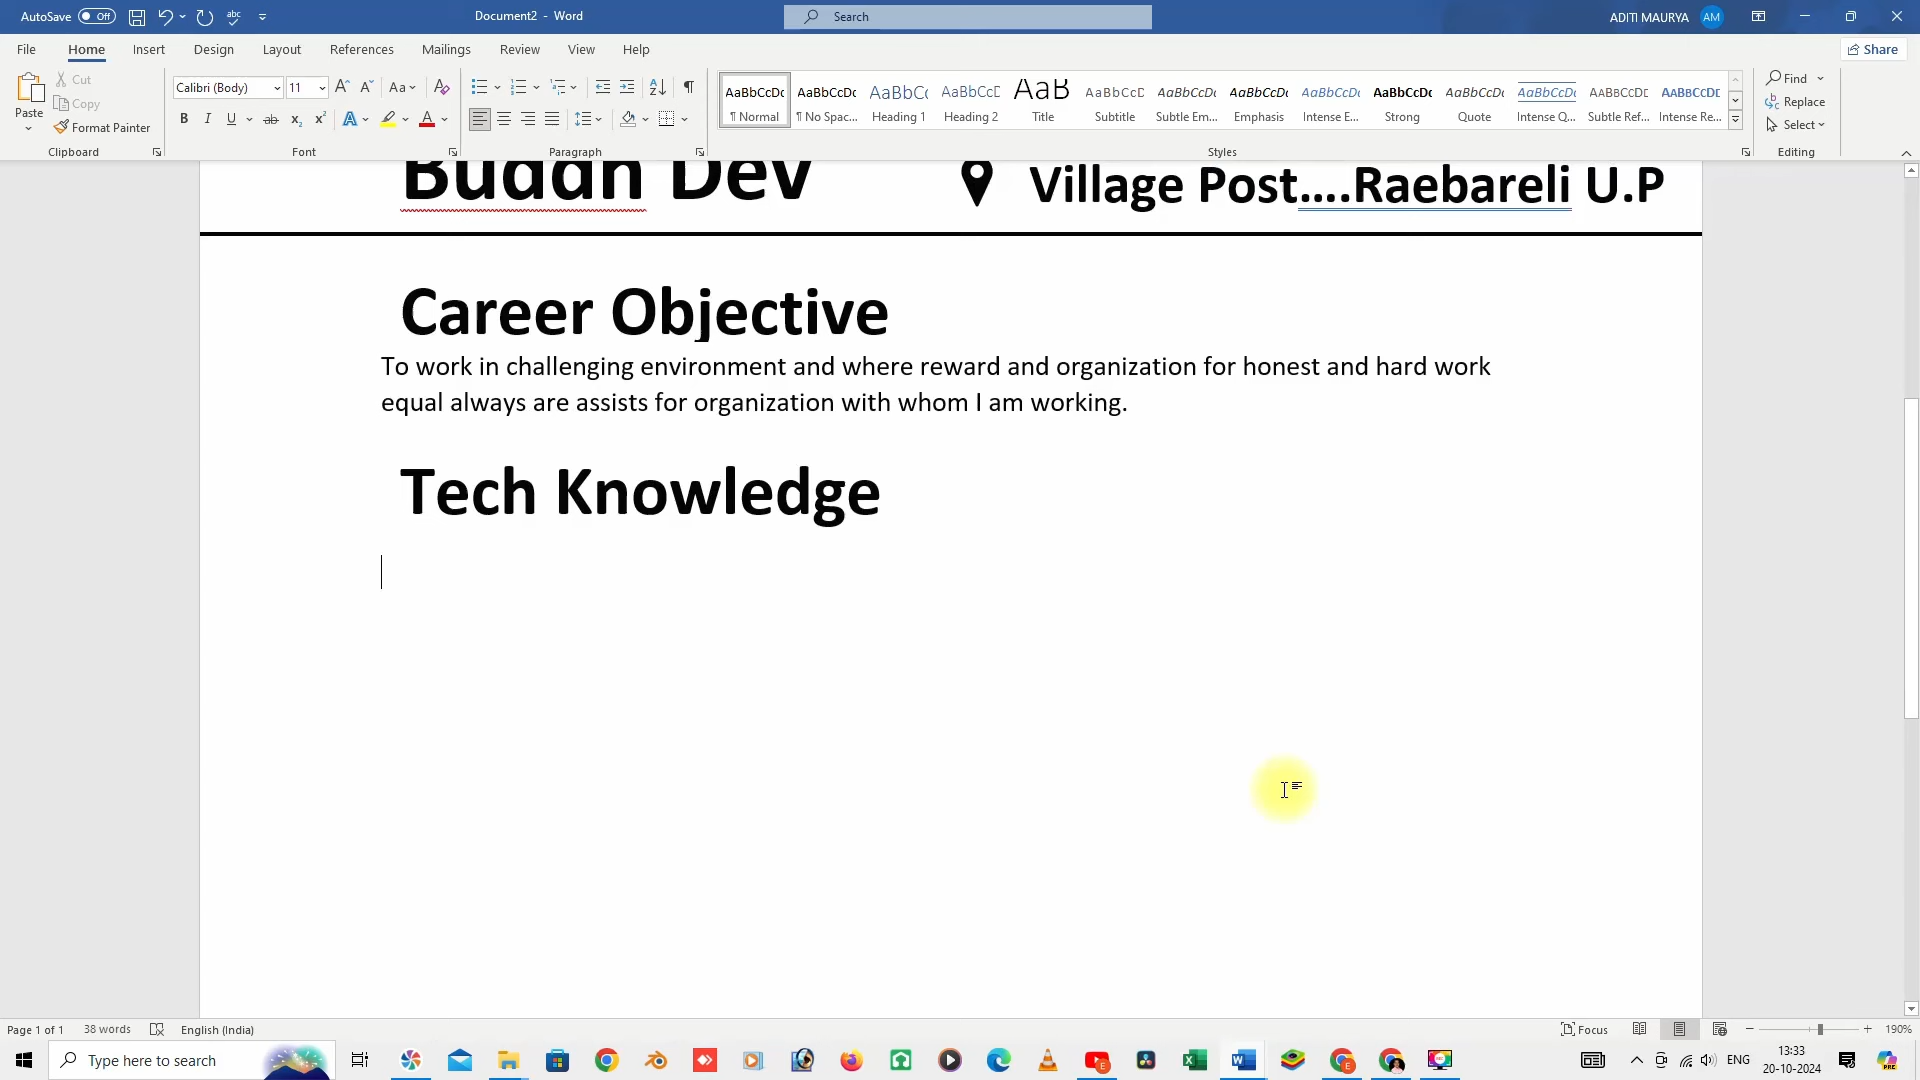 AutoSave Off
Document2 - Word
Search
ADITI MAURYA AM
File Home Insert Design Layout References Mailings Review View Help
Share
Paste
Cut
Copy
Format Painter
Clipboard
Calibri (Body) 11
Font
Paragraph
AaBbCcDc ¶ Normal
AaBbCcDc ¶ No Spac...
AaBbC Heading 1
AaBbCcD Heading 2
AaB Title
AaBbCcD Subtitle
AaBbCcDc Subtle Em...
AaBbCcDc Emphasis
AaBbCcDc Intense E...
AaBbCcDc Strong
AaBbCcDc Quote
AaBbCcDc Intense Q...
AABBCCDE Subtle Ref...
AABBCCDE Intense Re...
Styles
Find
Replace
Select
Editing
Buddh Dev
Village Post....Raebareli U.P
Career Objective
To work in challenging environment and where reward and organization for honest and hard work
equal always are assists for organization with whom I am working.
Tech Knowledge
Page 1 of 1 38 words English (India)
Focus
190%
Type here to search
ENG
13:33
20-10-2024